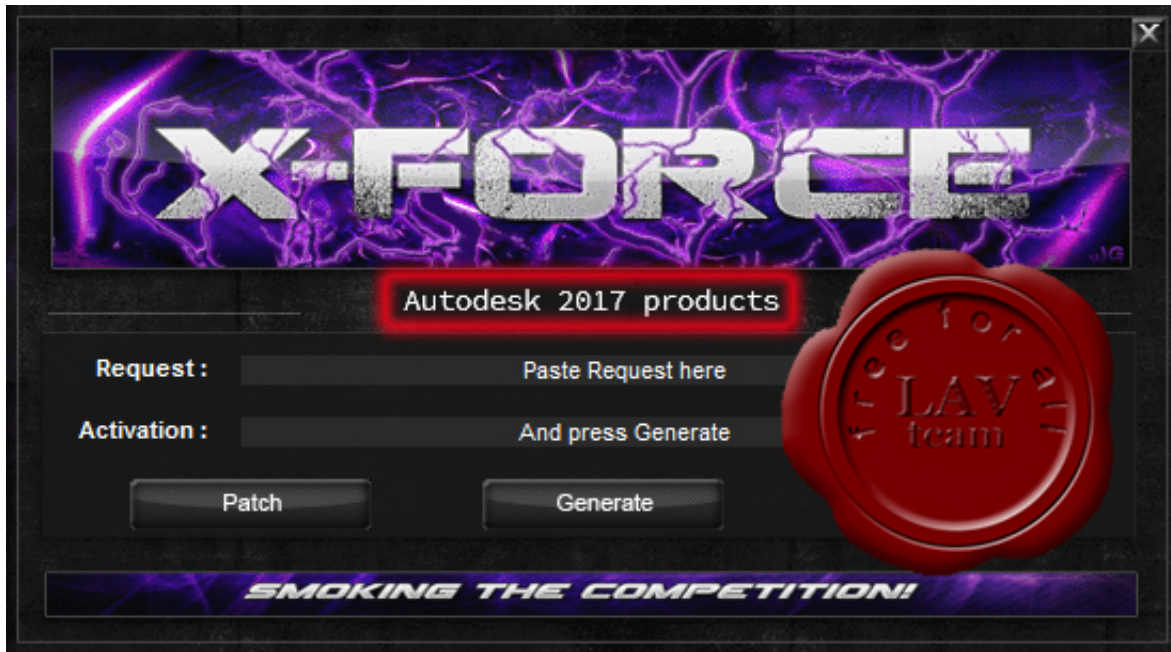 X
X-FORCE
JG
Autodesk 2017 products
free for all
LAV
team
Request :
Paste Request here
Activation :
And press Generate
Patch
Generate
SMOKING THE COMPETITION!